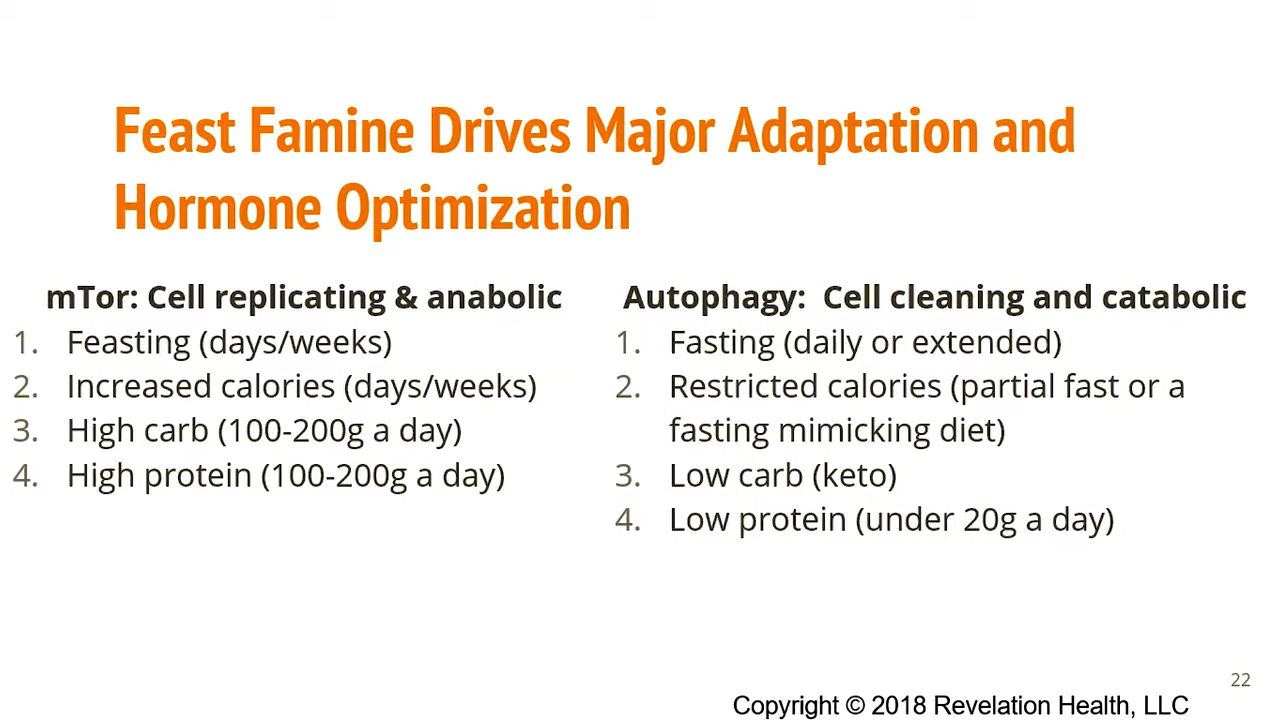 Feast Famine Drives Major Adaptation and
Hormone Optimization
mTor: Cell replicating & anabolic
1. Feasting (days/weeks)
2. Increased calories (days/weeks)
3. High carb (100-200g a day)
4. High protein (100-200g a day)
Autophagy: Cell cleaning and catabolic
1. Fasting (daily or extended)
2. Restricted calories (partial fast or a
fasting mimicking diet)
3. Low carb (keto)
4. Low protein (under 20g a day)
22
Copyright © 2018 Revelation Health, LLC